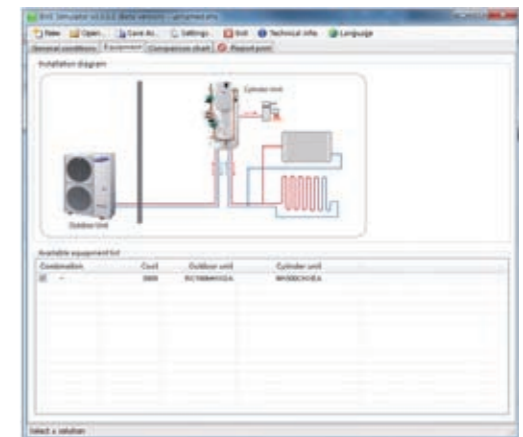 New Open.. Save As.. Settings.. Exit Technical info. Language
General conditions Equipment Comparison chart Report print
Installation diagram
Cylinder Unit
Outdoor Unit
Available equipment list
Combination Cost Outdoor unit Cylinder unit
Select a solution